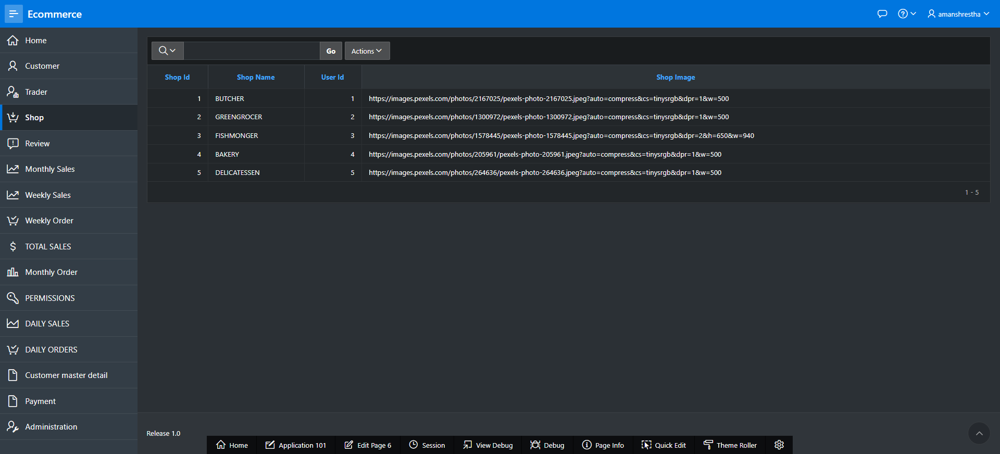 Ecommerce
amanshrestha
Home
Customer
Trader
Shop
Review
Monthly Sales
Weekly Sales
Weekly Order
TOTAL SALES
Monthly Order
PERMISSIONS
DAILY SALES
DAILY ORDERS
Customer master detail
Payment
Administration
Go Actions
Shop Id Shop Name User Id Shop Image
1 BUTCHER 1 https://images.pexels.com/photos/2167025/pexels-photo-2167025.jpeg?auto=compress&cs=tinysrgb&dpr=1&w=500
2 GREENGROCER 2 https://images.pexels.com/photos/1300972/pexels-photo-1300972.jpeg?auto=compress&cs=tinysrgb&dpr=1&w=500
3 FISHMONGER 3 https://images.pexels.com/photos/1578445/pexels-photo-1578445.jpeg?auto=compress&cs=tinysrgb&dpr=2&h=650&w=940
4 BAKERY 4 https://images.pexels.com/photos/205961/pexels-photo-205961.jpeg?auto=compress&cs=tinysrgb&dpr=1&w=500
5 DELICATESSEN 5 https://images.pexels.com/photos/264636/pexels-photo-264636.jpeg?auto=compress&cs=tinysrgb&dpr=1&w=500
1 - 5
Release 1.0
Home Application 101 Edit Page 6 Session View Debug Debug Page Info Quick Edit Theme Roller